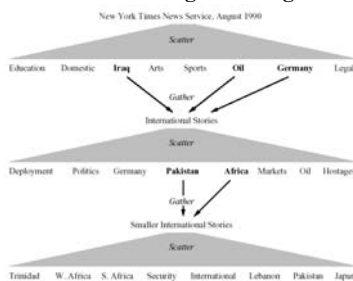 New York Times News Service, August 1990
Scatter
Education Domestic Iraq Arts Sports Oil Germany Legal
Gather
International Stories
Scatter
Deployment Politics Germany Pakistan Africa Markets Oil Hostages
Gather
Smaller International Stories
Scatter
Trinidad W. Africa S. Africa Security International Lebanon Pakistan Japan